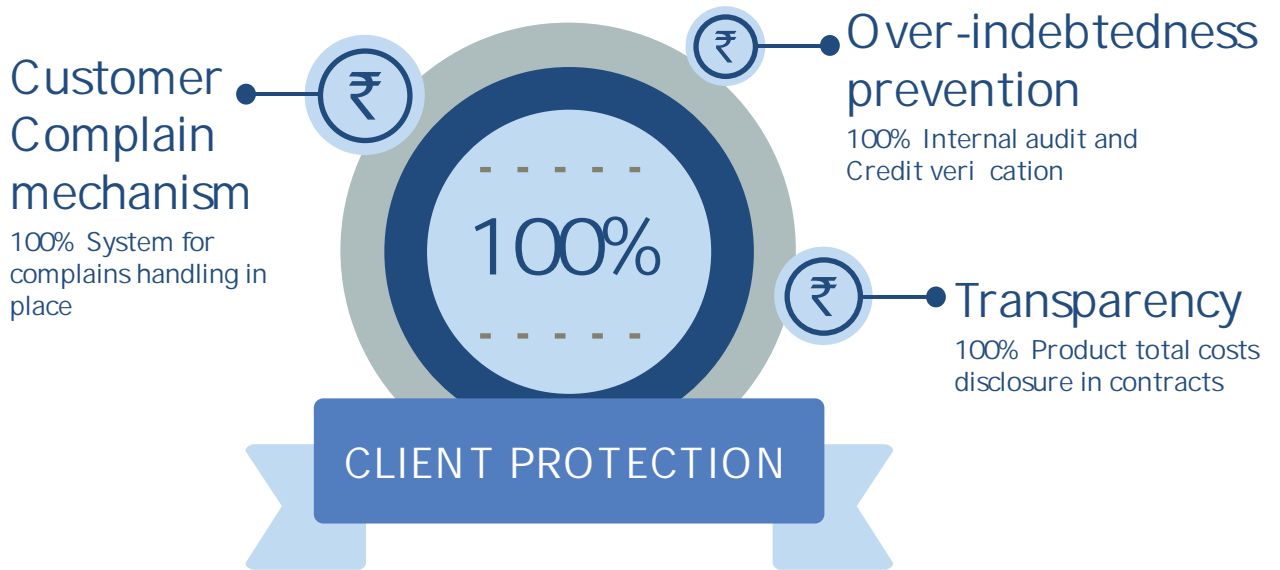 Customer
Complain
mechanism
100% System for
complains handling in
place
₹
₹
Over-indebtedness
prevention
100% Internal audit and
Credit veri cation
100%
₹
Transparency
100% Product total costs
disclosure in contracts
CLIENT PROTECTION